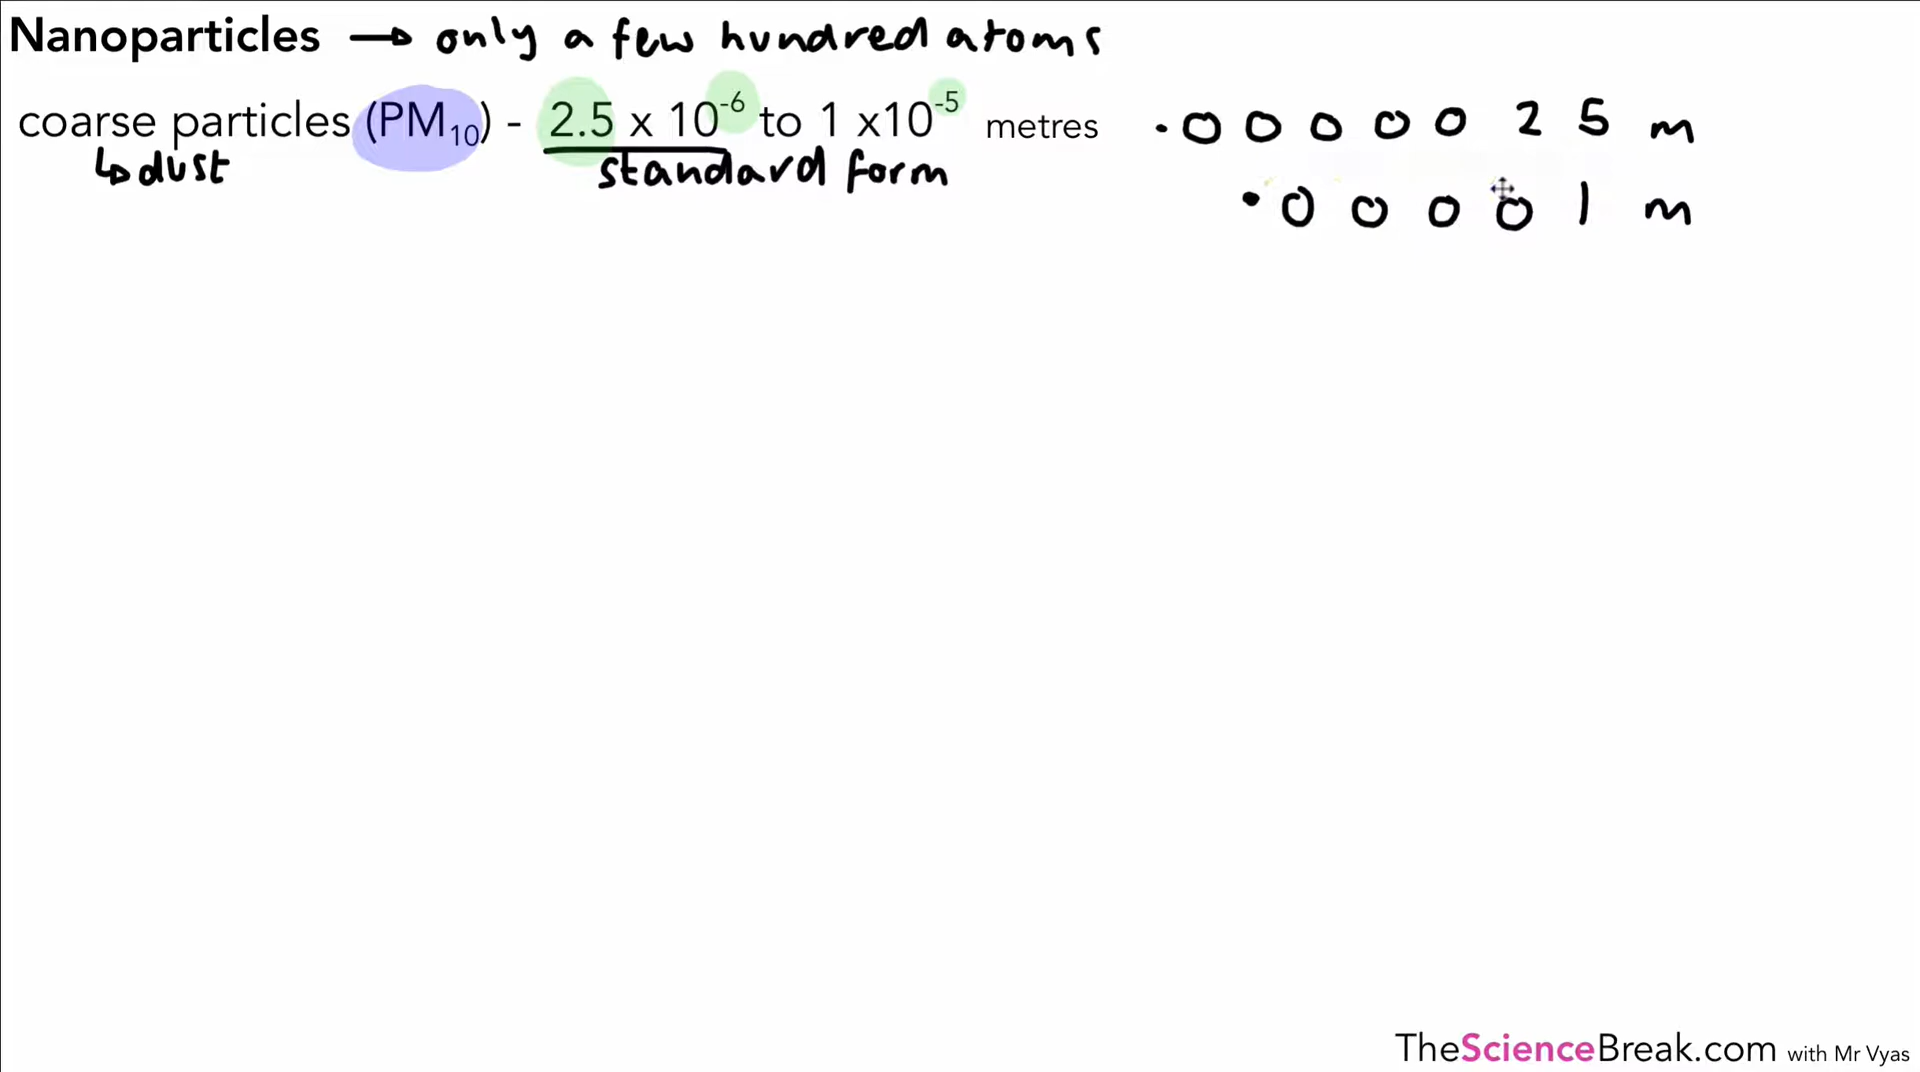 Nanoparticles → only a few hundred atoms
coarse particles (PM₁₀) - 2.5 x 10⁻⁶ to 1 x10⁻⁵ metres .0000025 m
↳dust standard form .00001 m
TheScienceBreak.com with Mr Vyas